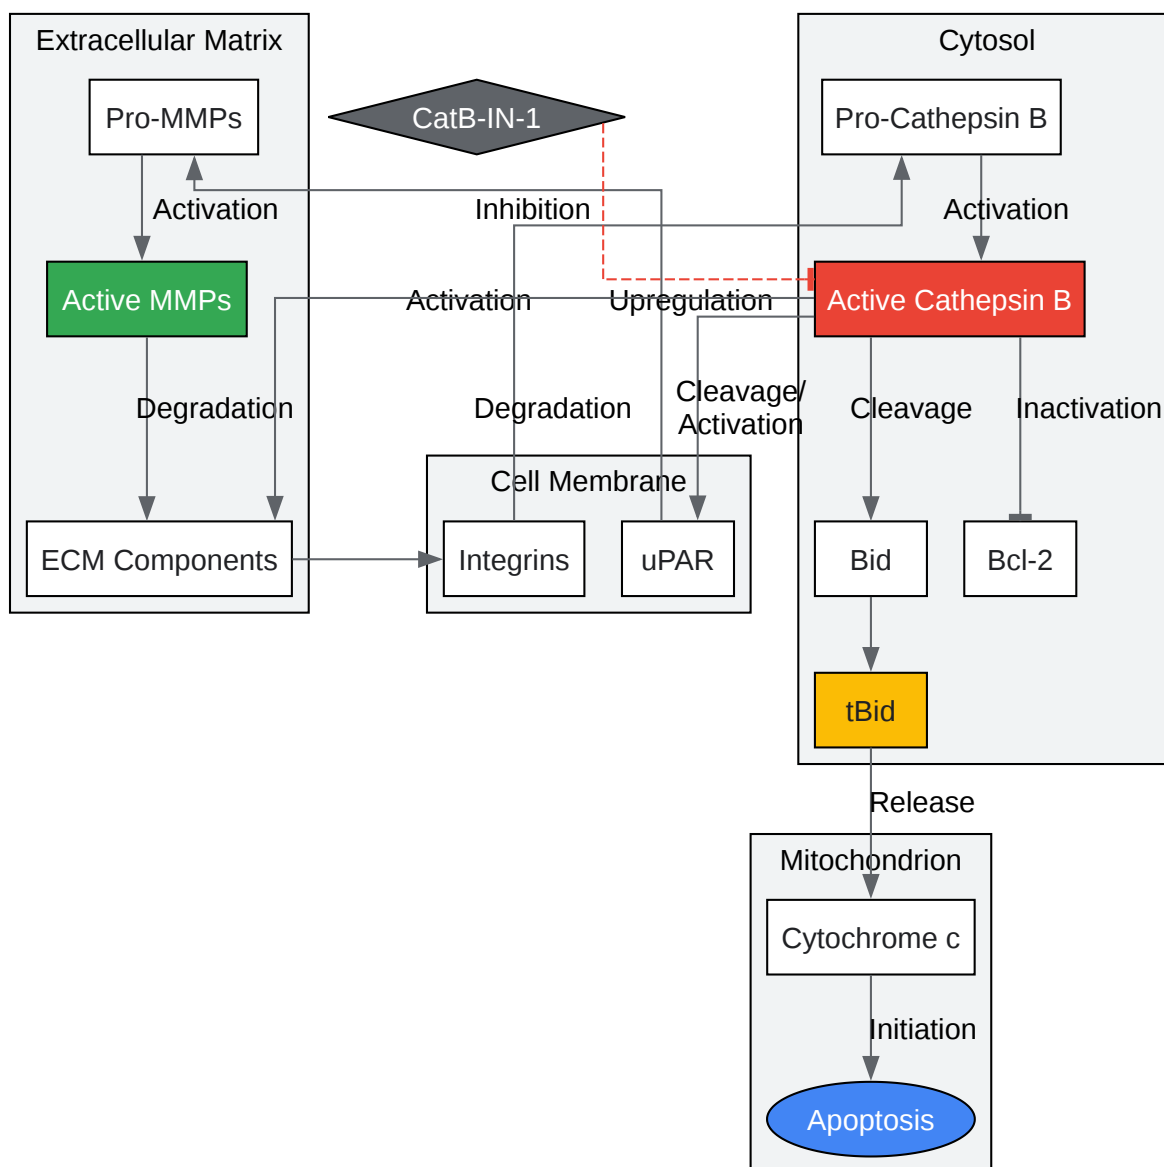 Extracellular Matrix
Cytosol
Pro-MMPs
CatB-IN-1
Pro-Cathepsin B
Activation
Inhibition
Activation
Active MMPs
Activation
Upregulation
Active Cathepsin B
Degradation
Degradation
Cleavage/
Activation
Cleavage
Inactivation
Cell Membrane
ECM Components
Integrins
uPAR
Bid
Bcl-2
tBid
Release
Mitochondrion
Cytochrome c
Initiation
Apoptosis